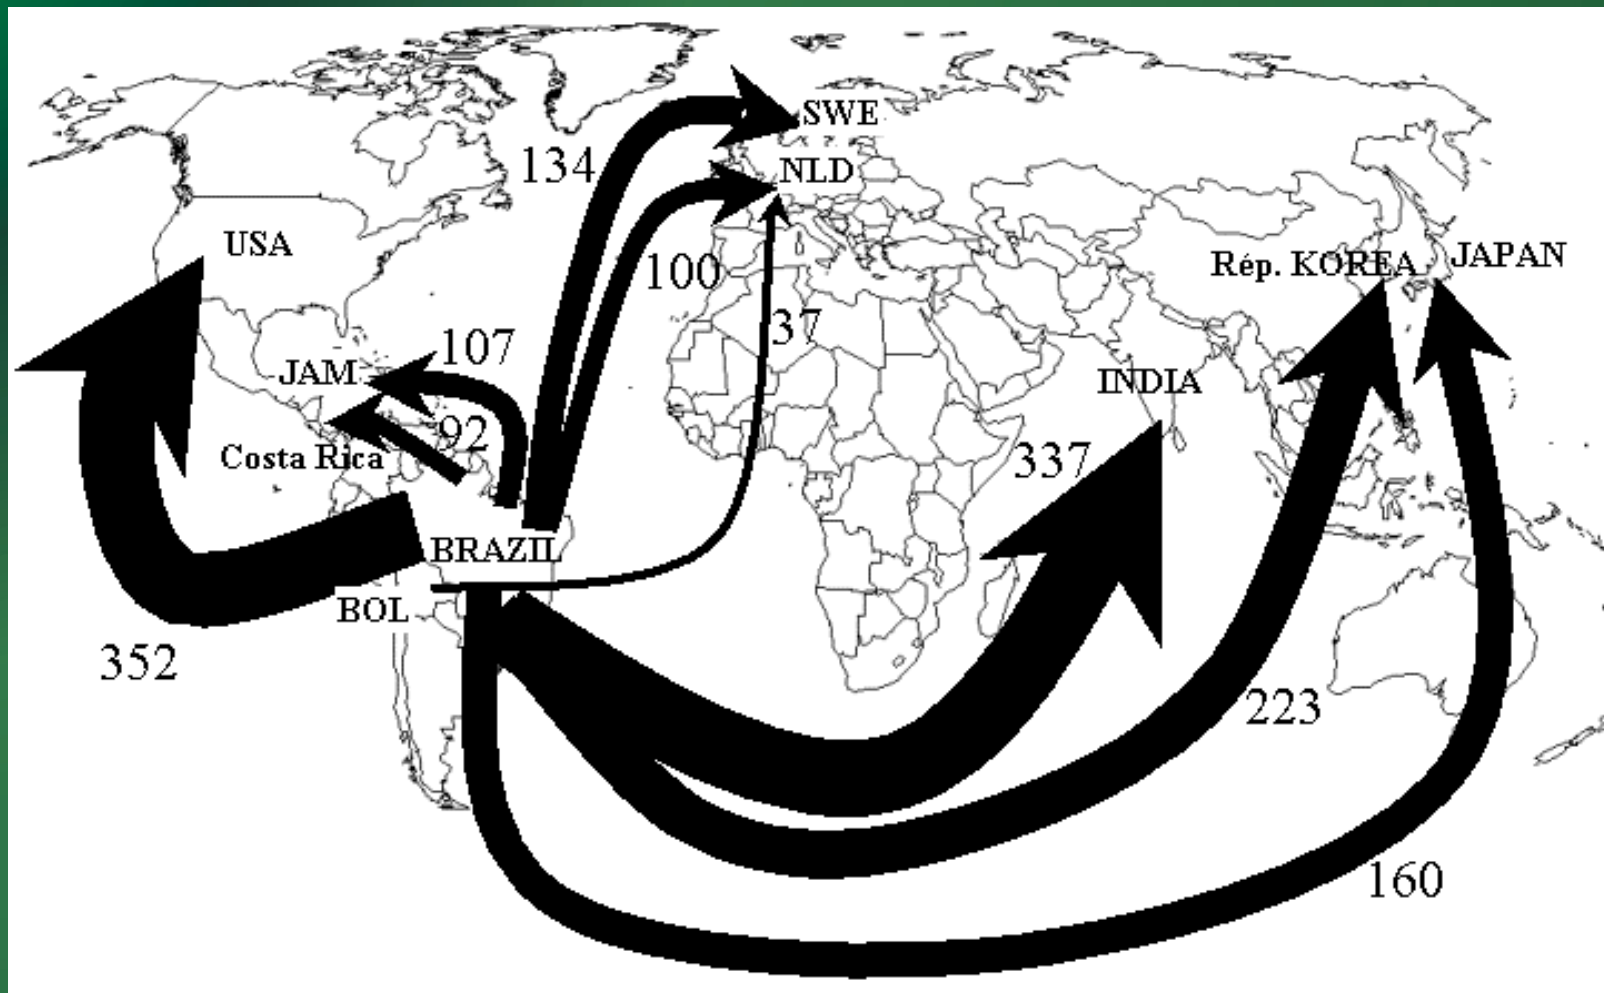 SWE
134
NLD
USA
100
Rép. KOREA
JAPAN
37
107
JAM
INDIA
92
Costa Rica
337
BRAZIL
BOL
352
223
160